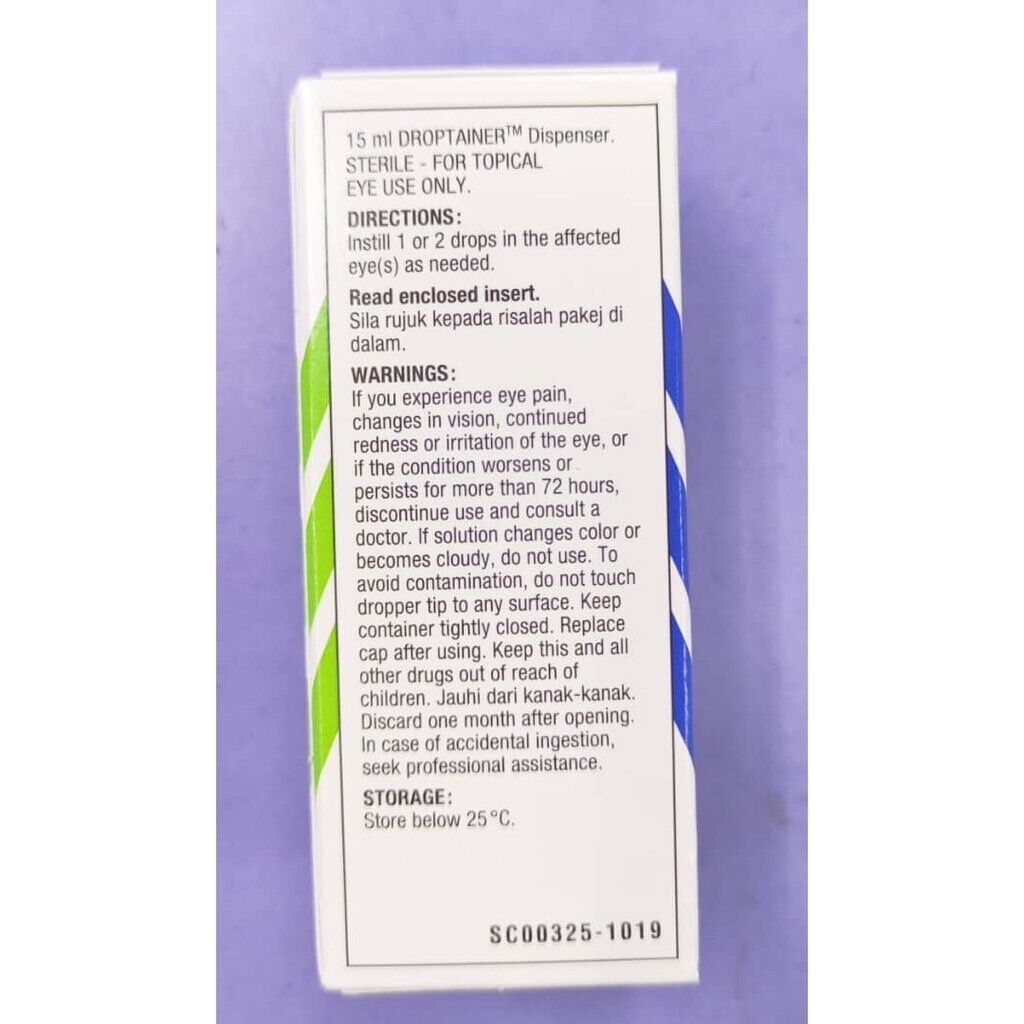 15 ml DROPTAINER™ Dispenser.
STERILE - FOR TOPICAL
EYE USE ONLY.
DIRECTIONS:
Instill 1 or 2 drops in the affected
eye(s) as needed.
Read enclosed insert.
Sila rujuk kepada risalah pakej di
dalam.
WARNINGS:
If you experience eye pain,
changes in vision, continued
redness or irritation of the eye, or
if the condition worsens or
persists for more than 72 hours,
discontinue use and consult a
doctor. If solution changes color or
becomes cloudy, do not use. To
avoid contamination, do not touch
dropper tip to any surface. Keep
container tightly closed. Replace
cap after using. Keep this and all
other drugs out of reach of
children. Jauhi dari kanak-kanak.
Discard one month after opening.
In case of accidental ingestion,
seek professional assistance.
STORAGE:
Store below 25°C.
SC00325-1019